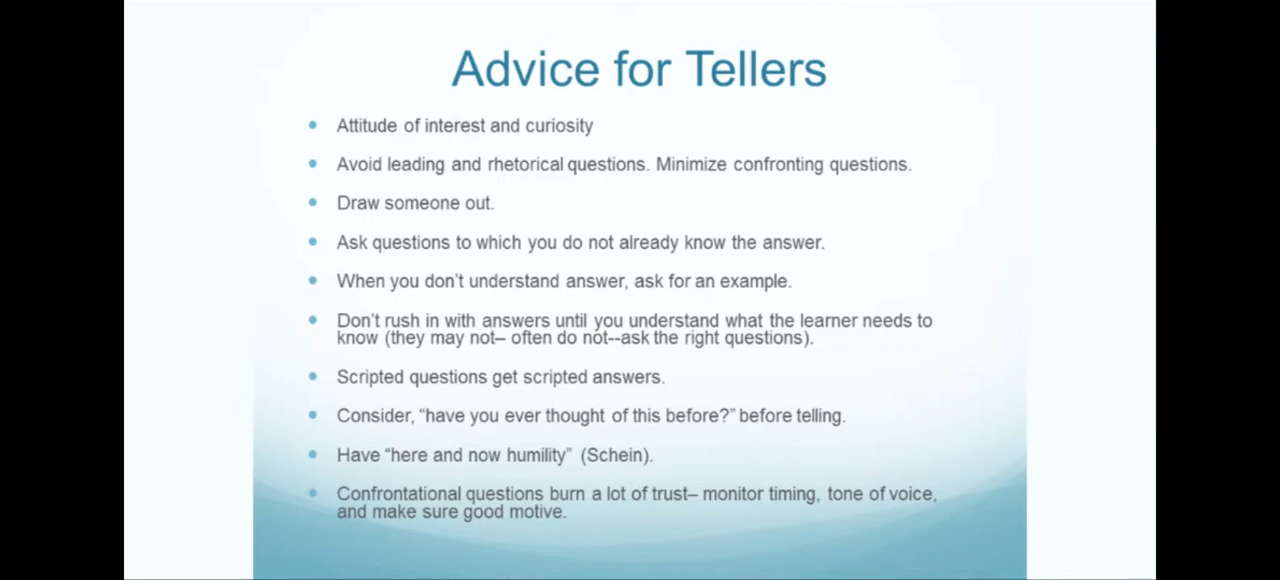 Advice for Tellers
• Attitude of interest and curiosity
• Avoid leading and rhetorical questions. Minimize confronting questions.
• Draw someone out.
• Ask questions to which you do not already know the answer.
• When you don’t understand answer, ask for an example.
• Don’t rush in with answers until you understand what the learner needs to
know (they may not– often do not--ask the right questions).
• Scripted questions get scripted answers.
• Consider, “have you ever thought of this before?” before telling.
• Have “here and now humility” (Schein).
• Confrontational questions burn a lot of trust– monitor timing, tone of voice,
and make sure good motive.